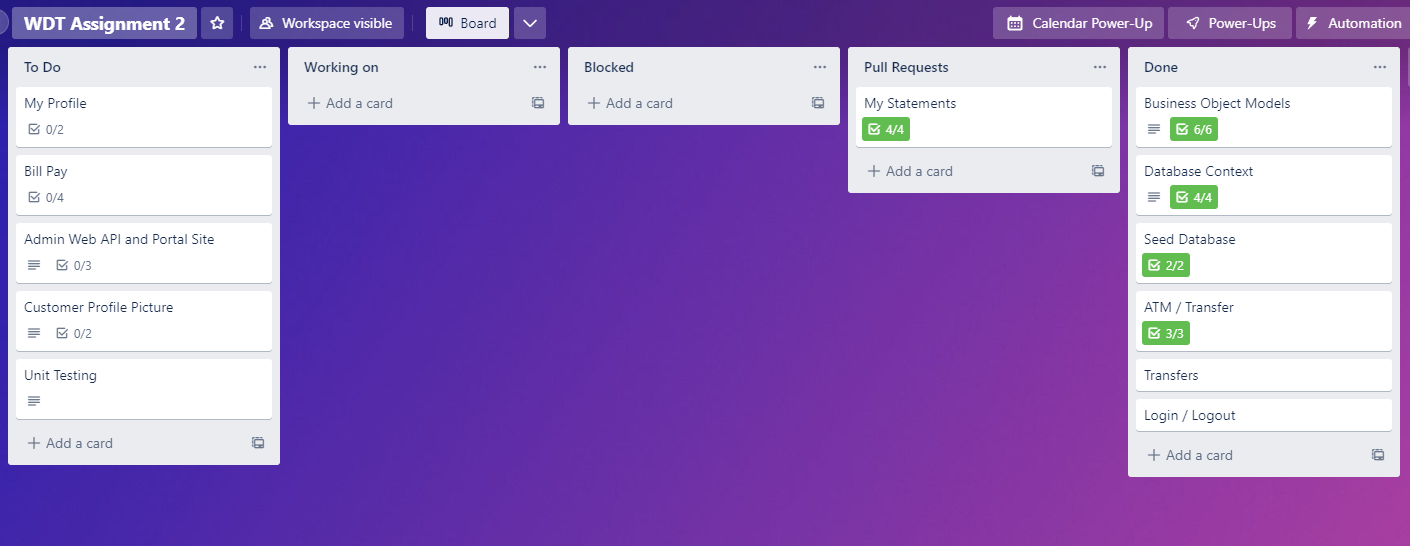 WDT Assignment 2
Workspace visible
Board
Calendar Power-Up
Power-Ups
Automation
To Do
My Profile
0/2
Bill Pay
0/4
Admin Web API and Portal Site
0/3
Customer Profile Picture
0/2
Unit Testing
Add a card
Working on
Add a card
Blocked
Add a card
Pull Requests
My Statements
4/4
Add a card
Done
Business Object Models
6/6
Database Context
4/4
Seed Database
2/2
ATM / Transfer
3/3
Transfers
Login / Logout
Add a card